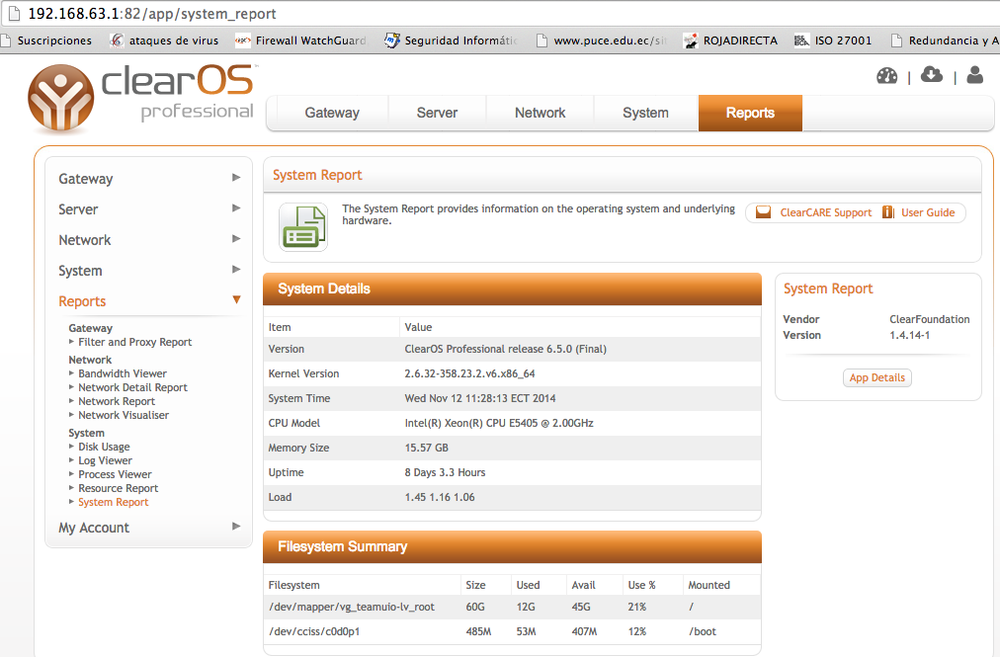 192.168.63.1:82/app/system_report
Suscripciones ataques de virus Firewall WatchGuard Seguridad Informátic www.puce.edu.ec/sit ROJADIRECTA ISO 27001 Redundancia y A
clearOS
professional
Gateway Server Network System Reports
Gateway
Server
Network
System
Reports
Gateway
Filter and Proxy Report
Network
Bandwidth Viewer
Network Detail Report
Network Report
Network Visualiser
System
Disk Usage
Log Viewer
Process Viewer
Resource Report
System Report
My Account
System Report
The System Report provides information on the operating system and underlying
hardware.
ClearCARE Support User Guide
System Details
Item Value
Version ClearOS Professional release 6.5.0 (Final)
Kernel Version 2.6.32-358.23.2.v6.x86_64
System Time Wed Nov 12 11:28:13 ECT 2014
CPU Model Intel(R) Xeon(R) CPU E5405 @ 2.00GHz
Memory Size 15.57 GB
Uptime 8 Days 3.3 Hours
Load 1.45 1.16 1.06
Filesystem Summary
Filesystem Size Used Avail Use % Mounted
/dev/mapper/vg_teamuio-lv_root 60G 12G 45G 21% /
/dev/cciss/c0d0p1 485M 53M 407M 12% /boot
System Report
Vendor ClearFoundation
Version 1.4.14-1
App Details